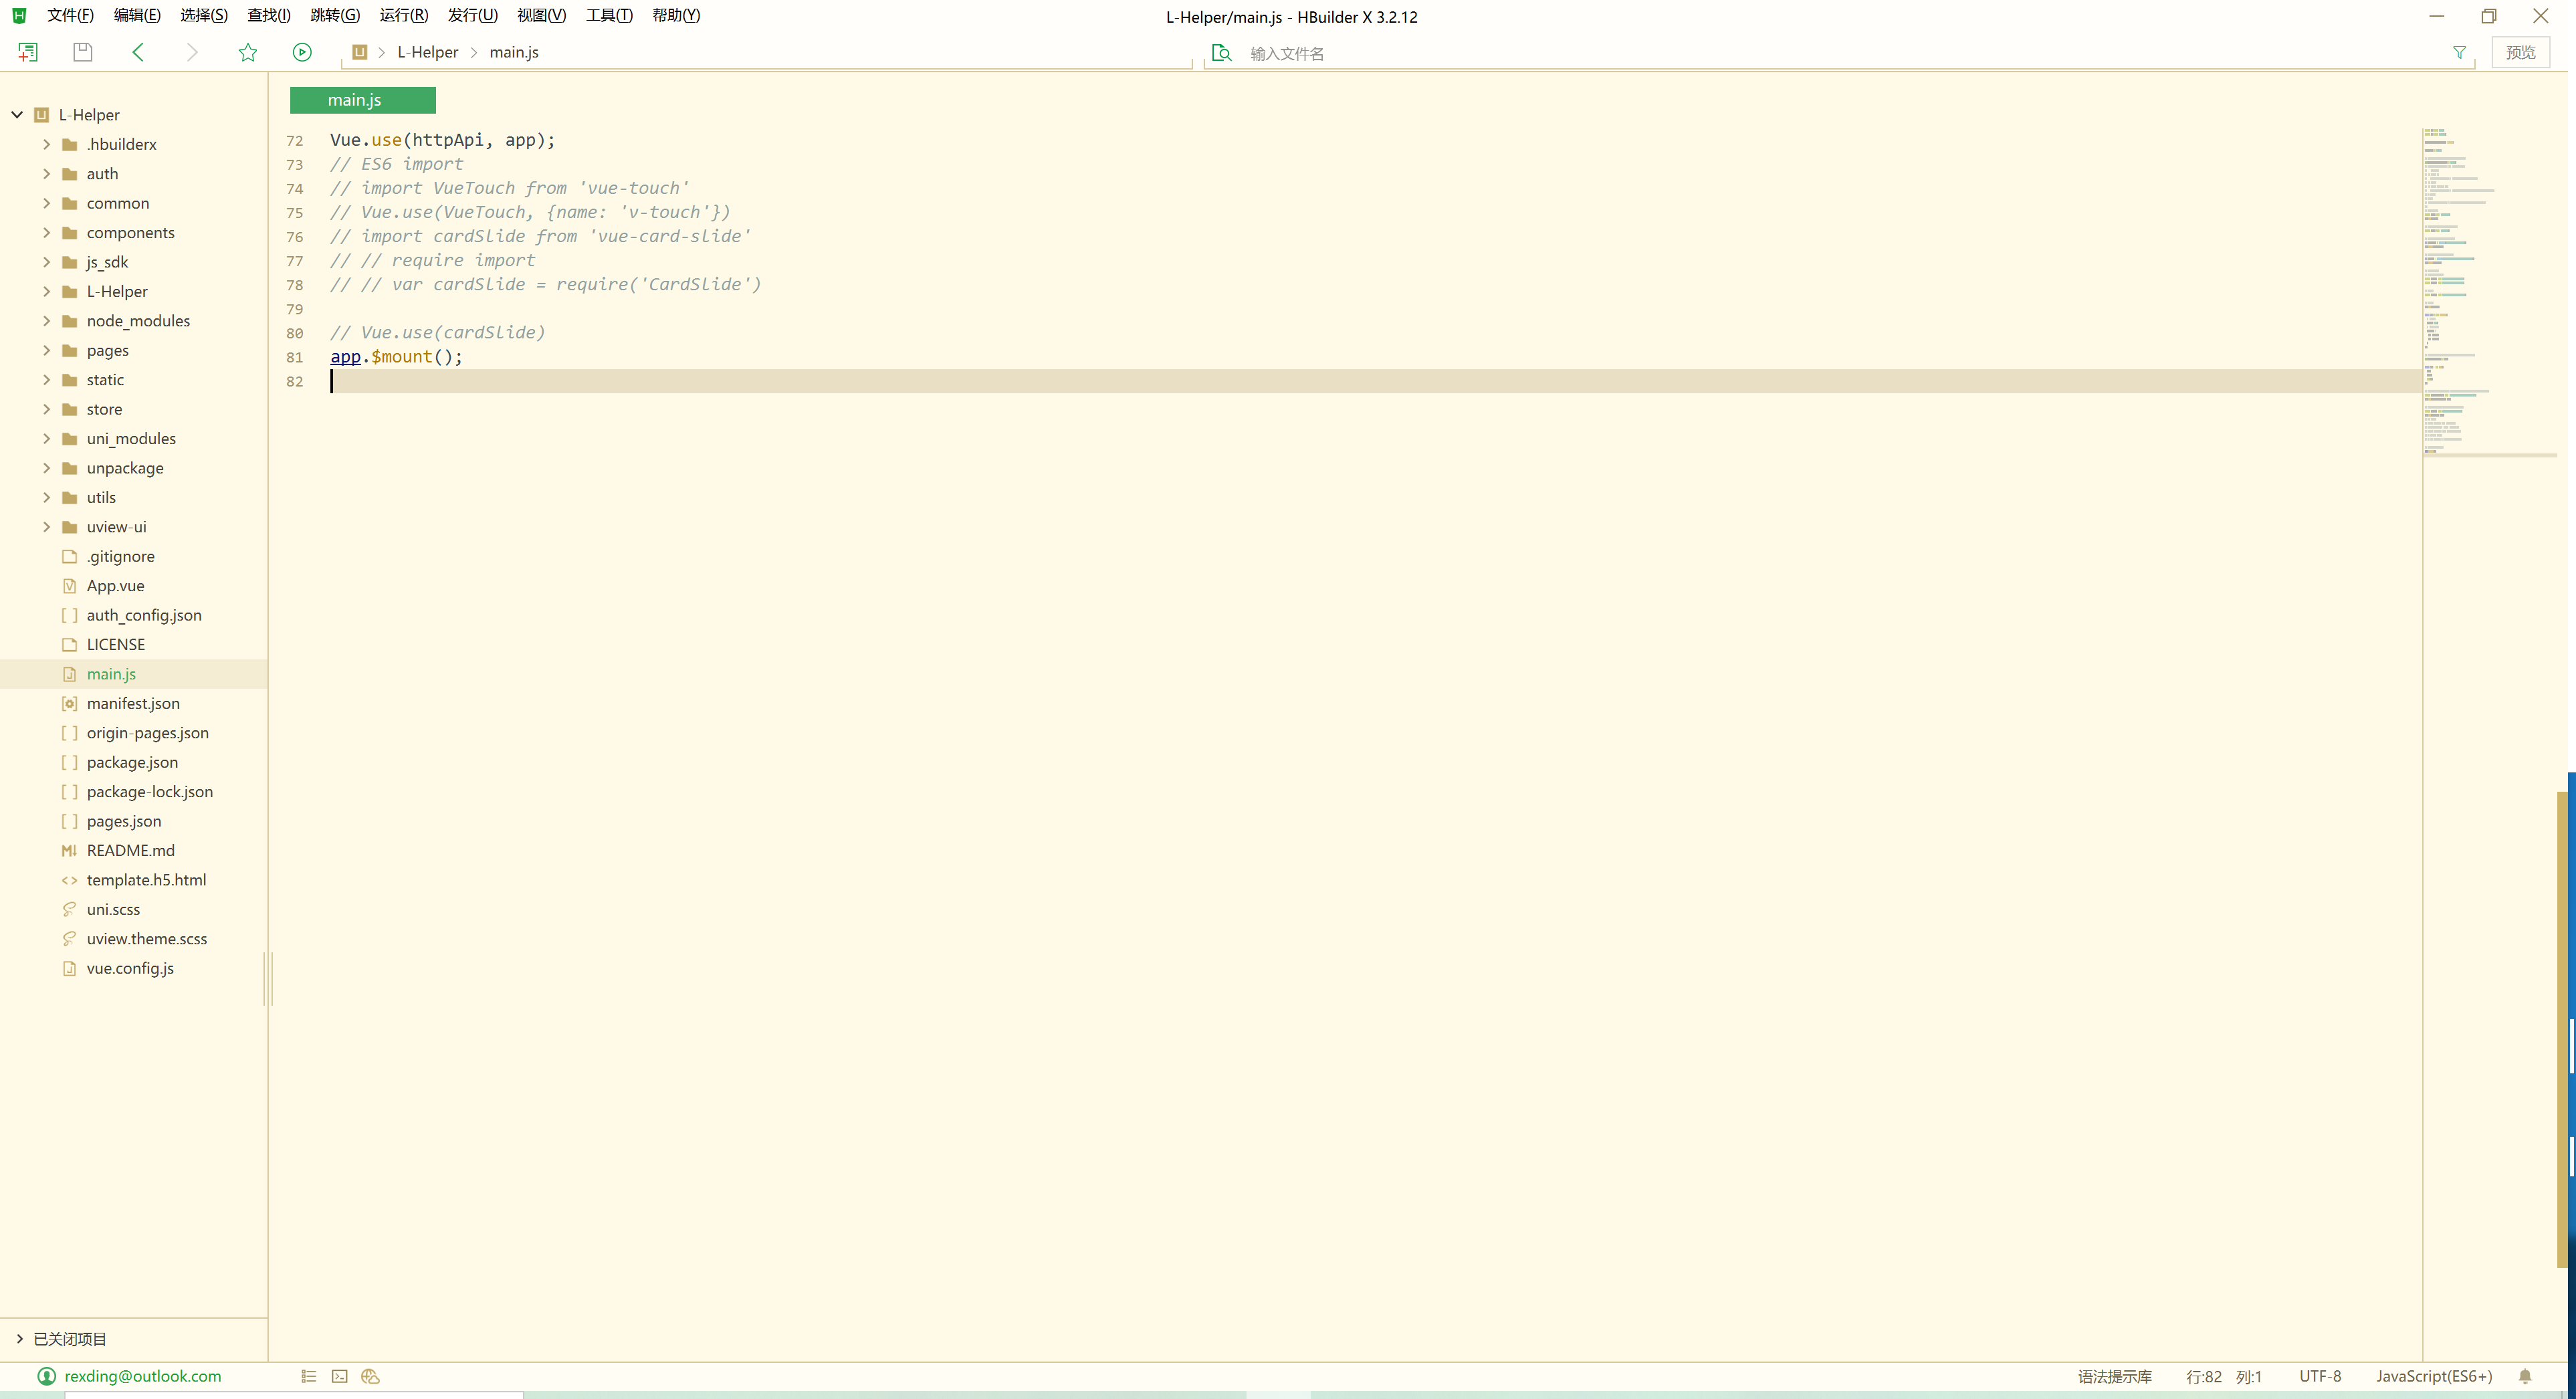 文件(F) 编辑(E) 选择(S) 查找(I) 跳转(G) 运行(R) 发行(U) 视图(V) 工具(T) 帮助(Y)
L-Helper/main.js - HBuilder X 3.2.12
L-Helper > main.js
输入文件名
预览
L-Helper
.hbuilderx
auth
common
components
js_sdk
L-Helper
node_modules
pages
static
store
uni_modules
unpackage
utils
uview-ui
.gitignore
App.vue
auth_config.json
LICENSE
main.js
manifest.json
origin-pages.json
package.json
package-lock.json
pages.json
README.md
template.h5.html
uni.scss
uview.theme.scss
vue.config.js
已关闭项目
main.js
72 Vue.use(httpApi, app);
73 // ES6 import
74 // import VueTouch from 'vue-touch'
75 // Vue.use(VueTouch, {name: 'v-touch'})
76 // import cardSlide from 'vue-card-slide'
77 // // require import
78 // // var cardSlide = require('CardSlide')
79
80 // Vue.use(cardSlide)
81 app.$mount();
82
rexding@outlook.com
语法提示库 行:82 列:1 UTF-8 JavaScript(ES6+)